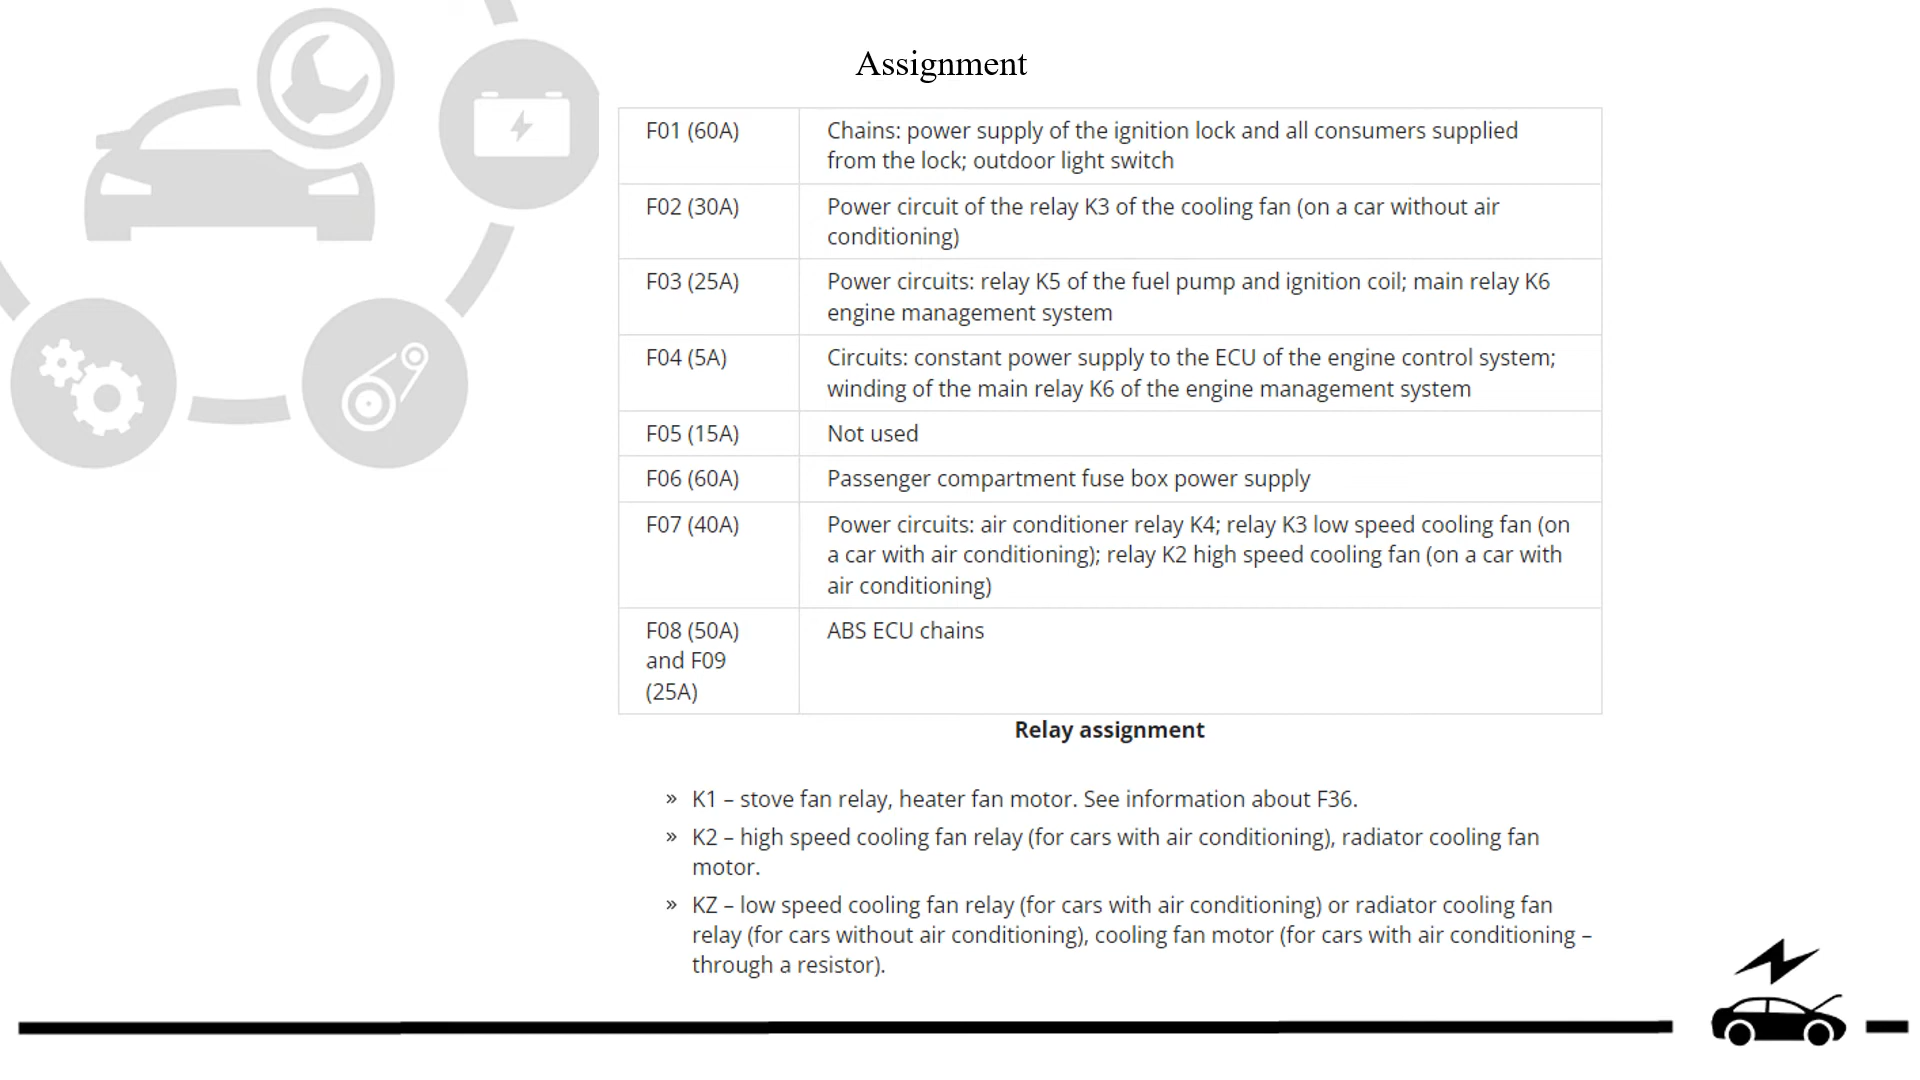 Assignment
F01 (60A)
Chains: power supply of the ignition lock and all consumers supplied
from the lock; outdoor light switch
F02 (30A)
Power circuit of the relay K3 of the cooling fan (on a car without air
conditioning)
F03 (25A)
Power circuits: relay K5 of the fuel pump and ignition coil; main relay K6
engine management system
F04 (5A)
Circuits: constant power supply to the ECU of the engine control system;
winding of the main relay K6 of the engine management system
F05 (15A)
Not used
F06 (60A)
Passenger compartment fuse box power supply
F07 (40A)
Power circuits: air conditioner relay K4; relay K3 low speed cooling fan (on
a car with air conditioning); relay K2 high speed cooling fan (on a car with
air conditioning)
F08 (50A)
and F09
(25A)
ABS ECU chains
Relay assignment
» K1 – stove fan relay, heater fan motor. See information about F36.
» K2 – high speed cooling fan relay (for cars with air conditioning), radiator cooling fan
motor.
» KZ – low speed cooling fan relay (for cars with air conditioning) or radiator cooling fan
relay (for cars without air conditioning), cooling fan motor (for cars with air conditioning –
through a resistor).